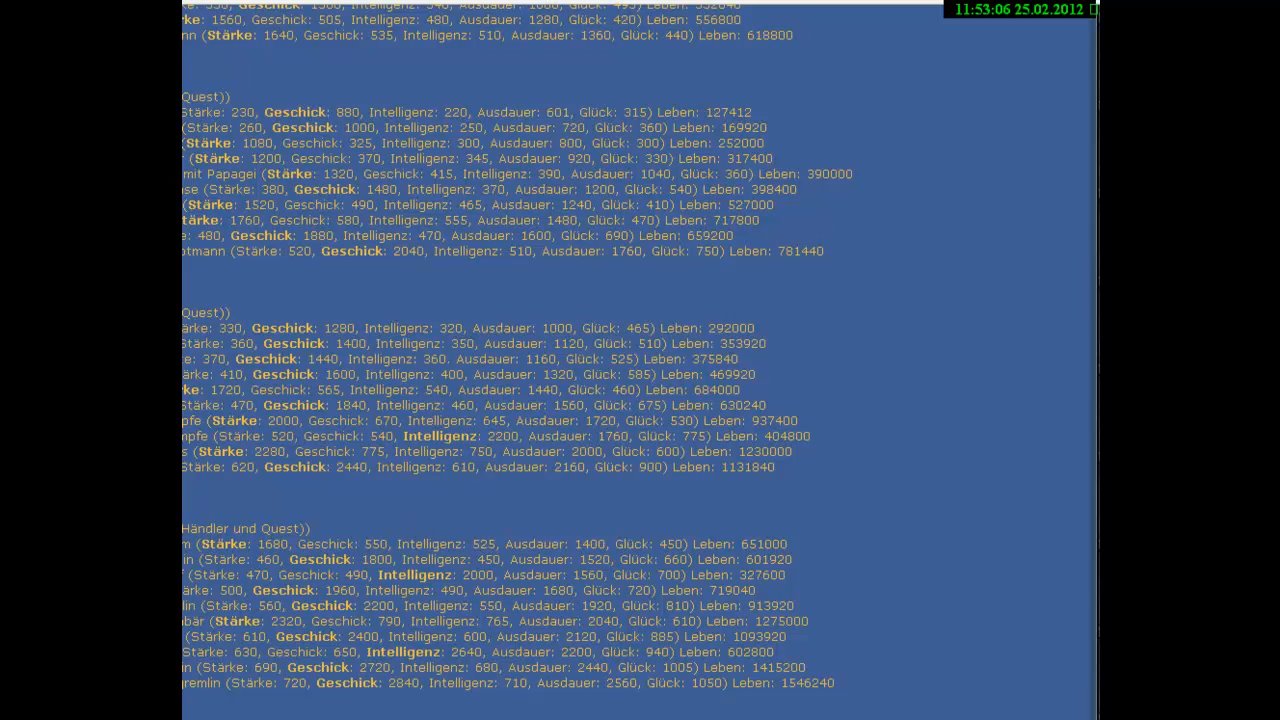 11:53:06 25.02.2012
rke: 1560, Geschick: 505, Intelligenz: 480, Ausdauer: 1280, Glück: 420) Leben: 556800
nn (Stärke: 1640, Geschick: 535, Intelligenz: 510, Ausdauer: 1360, Glück: 440) Leben: 618800
Quest))
Stärke: 230, Geschick: 880, Intelligenz: 220, Ausdauer: 601, Glück: 315) Leben: 127412
(Stärke: 260, Geschick: 1000, Intelligenz: 250, Ausdauer: 720, Glück: 360) Leben: 169920
(Stärke: 1080, Geschick: 325, Intelligenz: 300, Ausdauer: 800, Glück: 300) Leben: 252000
(Stärke: 1200, Geschick: 370, Intelligenz: 345, Ausdauer: 920, Glück: 330) Leben: 317400
mit Papagei (Stärke: 1320, Geschick: 415, Intelligenz: 390, Ausdauer: 1040, Glück: 360) Leben: 390000
se (Stärke: 380, Geschick: 1480, Intelligenz: 370, Ausdauer: 1200, Glück: 540) Leben: 398400
(Stärke: 1520, Geschick: 490, Intelligenz: 465, Ausdauer: 1240, Glück: 410) Leben: 527000
tärke: 1760, Geschick: 580, Intelligenz: 555, Ausdauer: 1480, Glück: 470) Leben: 717800
e: 480, Geschick: 1880, Intelligenz: 470, Ausdauer: 1600, Glück: 690) Leben: 659200
ptmann (Stärke: 520, Geschick: 2040, Intelligenz: 510, Ausdauer: 1760, Glück: 750) Leben: 781440
Quest))
ärke: 330, Geschick: 1280, Intelligenz: 320, Ausdauer: 1000, Glück: 465) Leben: 292000
Stärke: 360, Geschick: 1400, Intelligenz: 350, Ausdauer: 1120, Glück: 510) Leben: 353920
e: 370, Geschick: 1440, Intelligenz: 360. Ausdauer: 1160, Glück: 525) Leben: 375840
stärke: 410, Geschick: 1600, Intelligenz: 400, Ausdauer: 1320, Glück: 585) Leben: 469920
rke: 1720, Geschick: 565, Intelligenz: 540, Ausdauer: 1440, Glück: 460) Leben: 684000
Stärke: 470, Geschick: 1840, Intelligenz: 460, Ausdauer: 1560, Glück: 675) Leben: 630240
pfe (Stärke: 2000, Geschick: 670, Intelligenz: 645, Ausdauer: 1720, Glück: 530) Leben: 937400
mpfe (Stärke: 520, Geschick: 540, Intelligenz: 2200, Ausdauer: 1760, Glück: 775) Leben: 404800
s (Stärke: 2280, Geschick: 775, Intelligenz: 750, Ausdauer: 2000, Glück: 600) Leben: 1230000
Stärke: 620, Geschick: 2440, Intelligenz: 610, Ausdauer: 2160, Glück: 900) Leben: 1131840
Händler und Quest))
m (Stärke: 1680, Geschick: 550, Intelligenz: 525, Ausdauer: 1400, Glück: 450) Leben: 651000
in (Stärke: 460, Geschick: 1800, Intelligenz: 450, Ausdauer: 1520, Glück: 660) Leben: 601920
f (Stärke: 470, Geschick: 490, Intelligenz: 2000, Ausdauer: 1560, Glück: 700) Leben: 327600
ärke: 500, Geschick: 1960, Intelligenz: 490, Ausdauer: 1680, Glück: 720) Leben: 719040
lin (Stärke: 560, Geschick: 2200, Intelligenz: 550, Ausdauer: 1920, Glück: 810) Leben: 913920
bär (Stärke: 2320, Geschick: 790, Intelligenz: 765, Ausdauer: 2040, Glück: 610) Leben: 1275000
(Stärke: 610, Geschick: 2400, Intelligenz: 600, Ausdauer: 2120, Glück: 885) Leben: 1093920
Stärke: 630, Geschick: 650, Intelligenz: 2640, Ausdauer: 2200, Glück: 940) Leben: 602800
in (Stärke: 690, Geschick: 2720, Intelligenz: 680, Ausdauer: 2440, Glück: 1005) Leben: 1415200
gremlin (Stärke: 720, Geschick: 2840, Intelligenz: 710, Ausdauer: 2560, Glück: 1050) Leben: 1546240